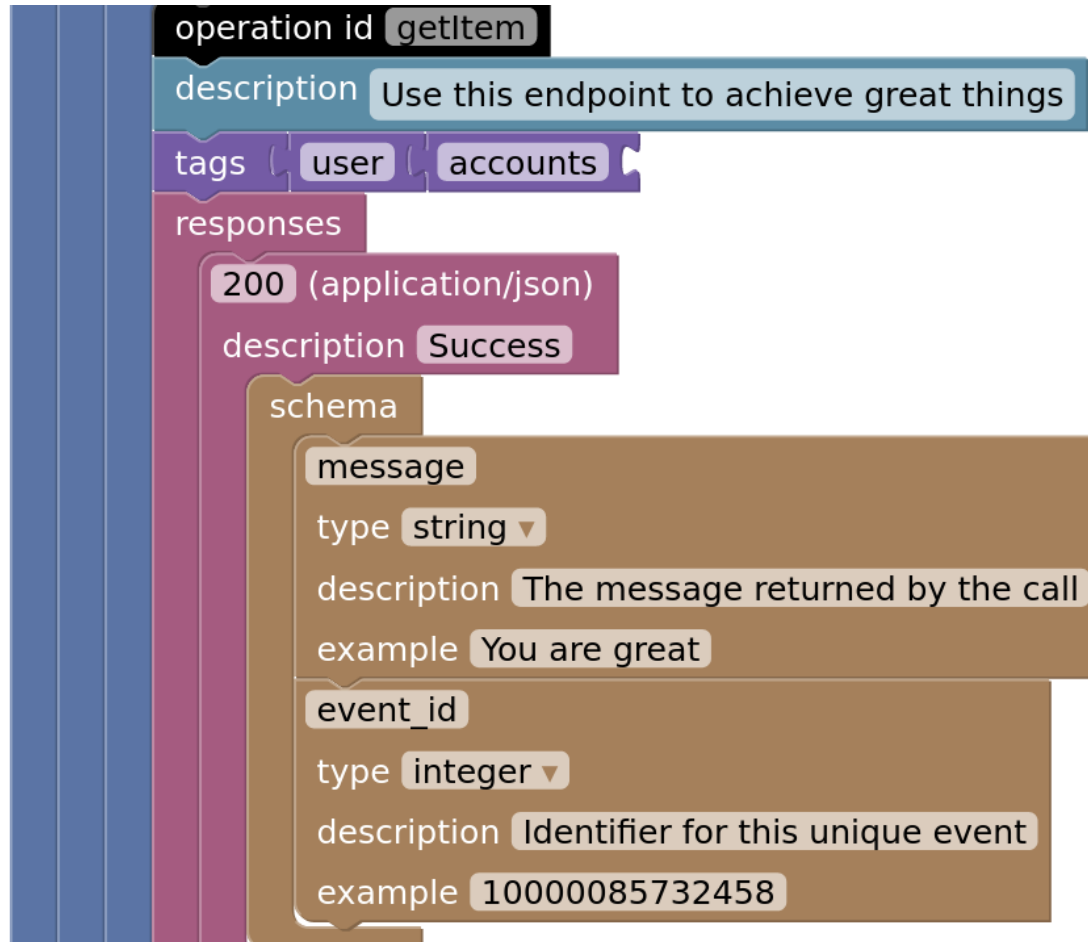 operation id getItem
description Use this endpoint to achieve great things
tags user accounts
responses
200 (application/json)
description Success
schema
message
type string ▾
description The message returned by the call
example You are great
event_id
type integer ▾
description Identifier for this unique event
example 10000085732458